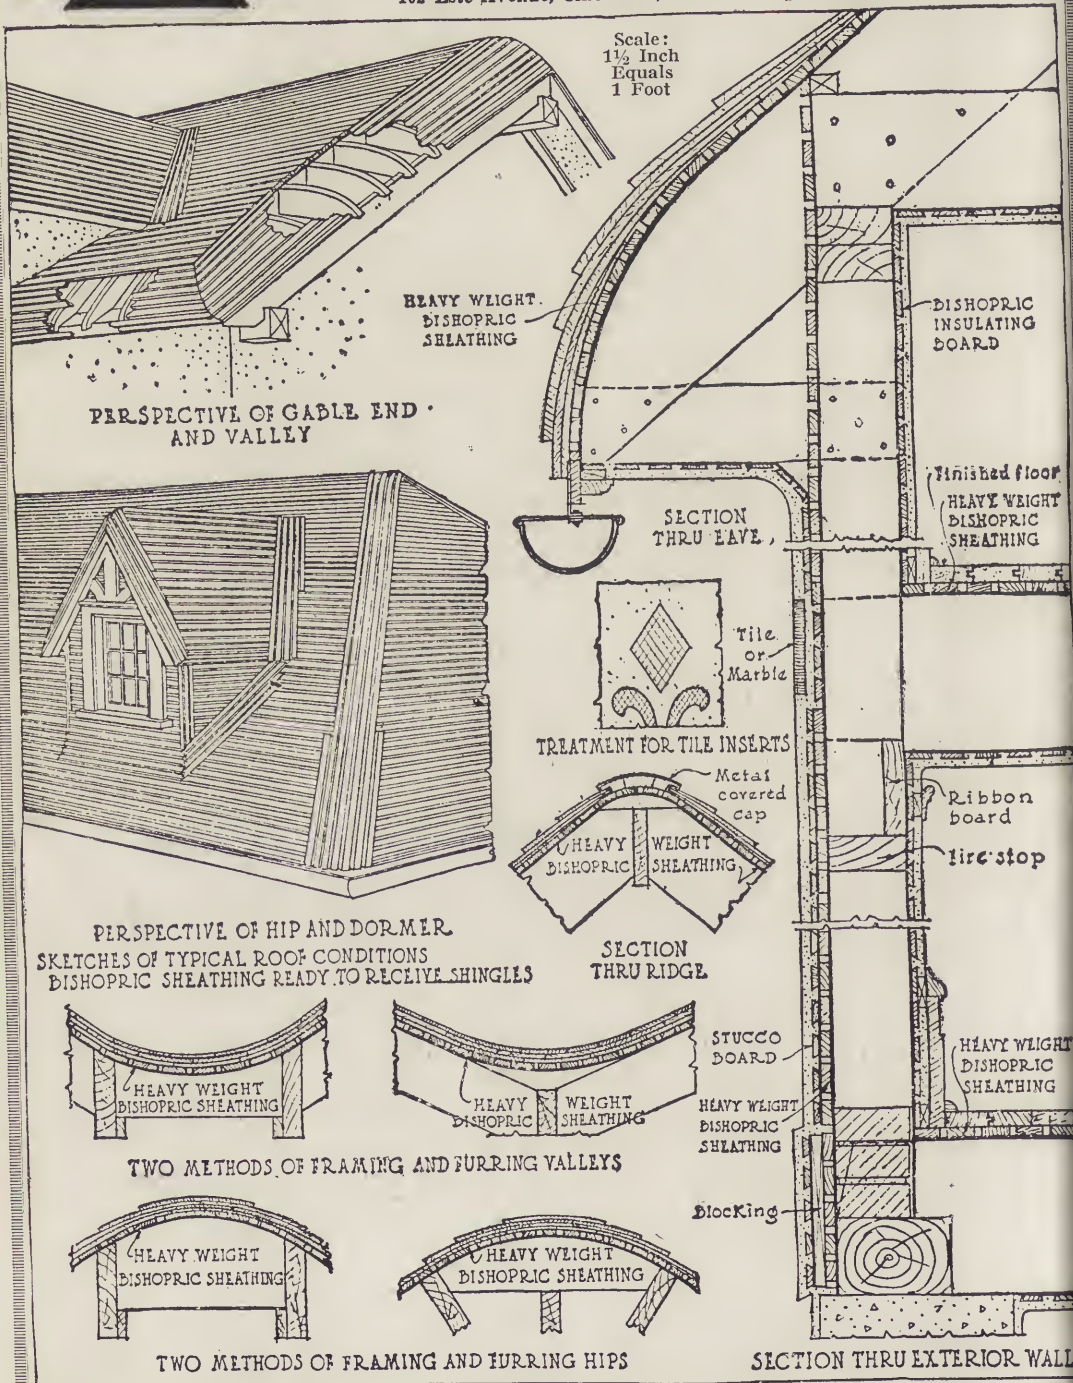 Scale:
1½ Inch
Equals
1 Foot
HEAVY WEIGHT
BISHOPRIC
SHEATHING
PERSPECTIVE OF GABLE END
AND VALLEY
BISHOPRIC
INSULATING
BOARD
Finished floor
HEAVY WEIGHT
BISHOPRIC
SHEATHING
SECTION
THRU EAVE
Tile
or
Marble
TREATMENT FOR TILE INSERTS
Metal
covered
cap
HEAVY WEIGHT
BISHOPRIC SHEATHING
Ribbon
board
Fire stop
SECTION
THRU RIDGE
PERSPECTIVE OF HIP AND DORMER
SKETCHES OF TYPICAL ROOF CONDITIONS
BISHOPRIC SHEATHING READY TO RECEIVE SHINGLES
HEAVY WEIGHT
BISHOPRIC SHEATHING
HEAVY WEIGHT
BISHOPRIC SHEATHING
TWO METHODS OF FRAMING AND FURRING VALLEYS
STUCCO
BOARD
HEAVY WEIGHT
BISHOPRIC
SHEATHING
HEAVY WEIGHT
BISHOPRIC
SHEATHING
Blocking
HEAVY WEIGHT
BISHOPRIC SHEATHING
HEAVY WEIGHT
BISHOPRIC SHEATHING
TWO METHODS OF FRAMING AND FURRING HIPS
SECTION THRU EXTERIOR WALL